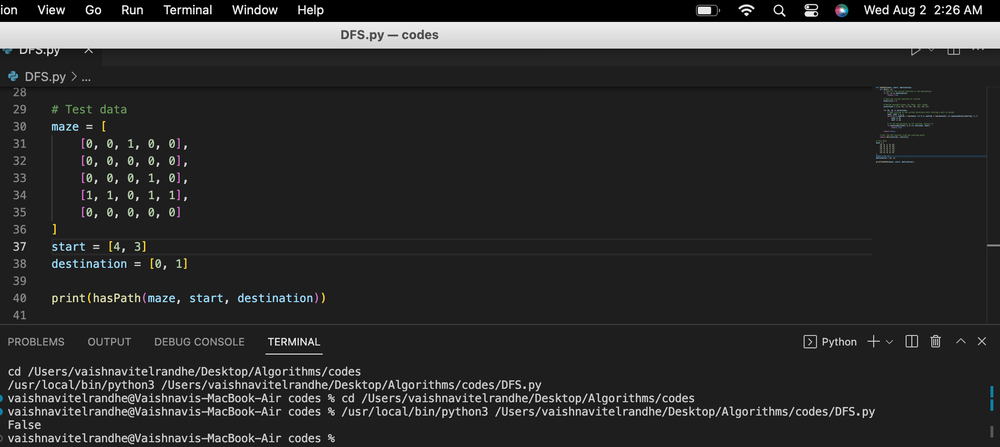 ion View Go Run Terminal Window Help Wed Aug 2 2:26 AM
DFS.py — codes
DFS.py
DFS.py > ...
28
29 # Test data
30 maze = [
31 [0, 0, 1, 0, 0],
32 [0, 0, 0, 0, 0],
33 [0, 0, 0, 1, 0],
34 [1, 1, 0, 1, 1],
35 [0, 0, 0, 0, 0]
36 ]
37 start = [4, 3]
38 destination = [0, 1]
39
40 print(hasPath(maze, start, destination))
41
PROBLEMS OUTPUT DEBUG CONSOLE TERMINAL Python
cd /Users/vaishnavitelrandhe/Desktop/Algorithms/codes
/usr/local/bin/python3 /Users/vaishnavitelrandhe/Desktop/Algorithms/codes/DFS.py
vaishnavitelrandhe@Vaishnavis-MacBook-Air codes % cd /Users/vaishnavitelrandhe/Desktop/Algorithms/codes
vaishnavitelrandhe@Vaishnavis-MacBook-Air codes % /usr/local/bin/python3 /Users/vaishnavitelrandhe/Desktop/Algorithms/codes/DFS.py
False
vaishnavitelrandhe@Vaishnavis-MacBook-Air codes %